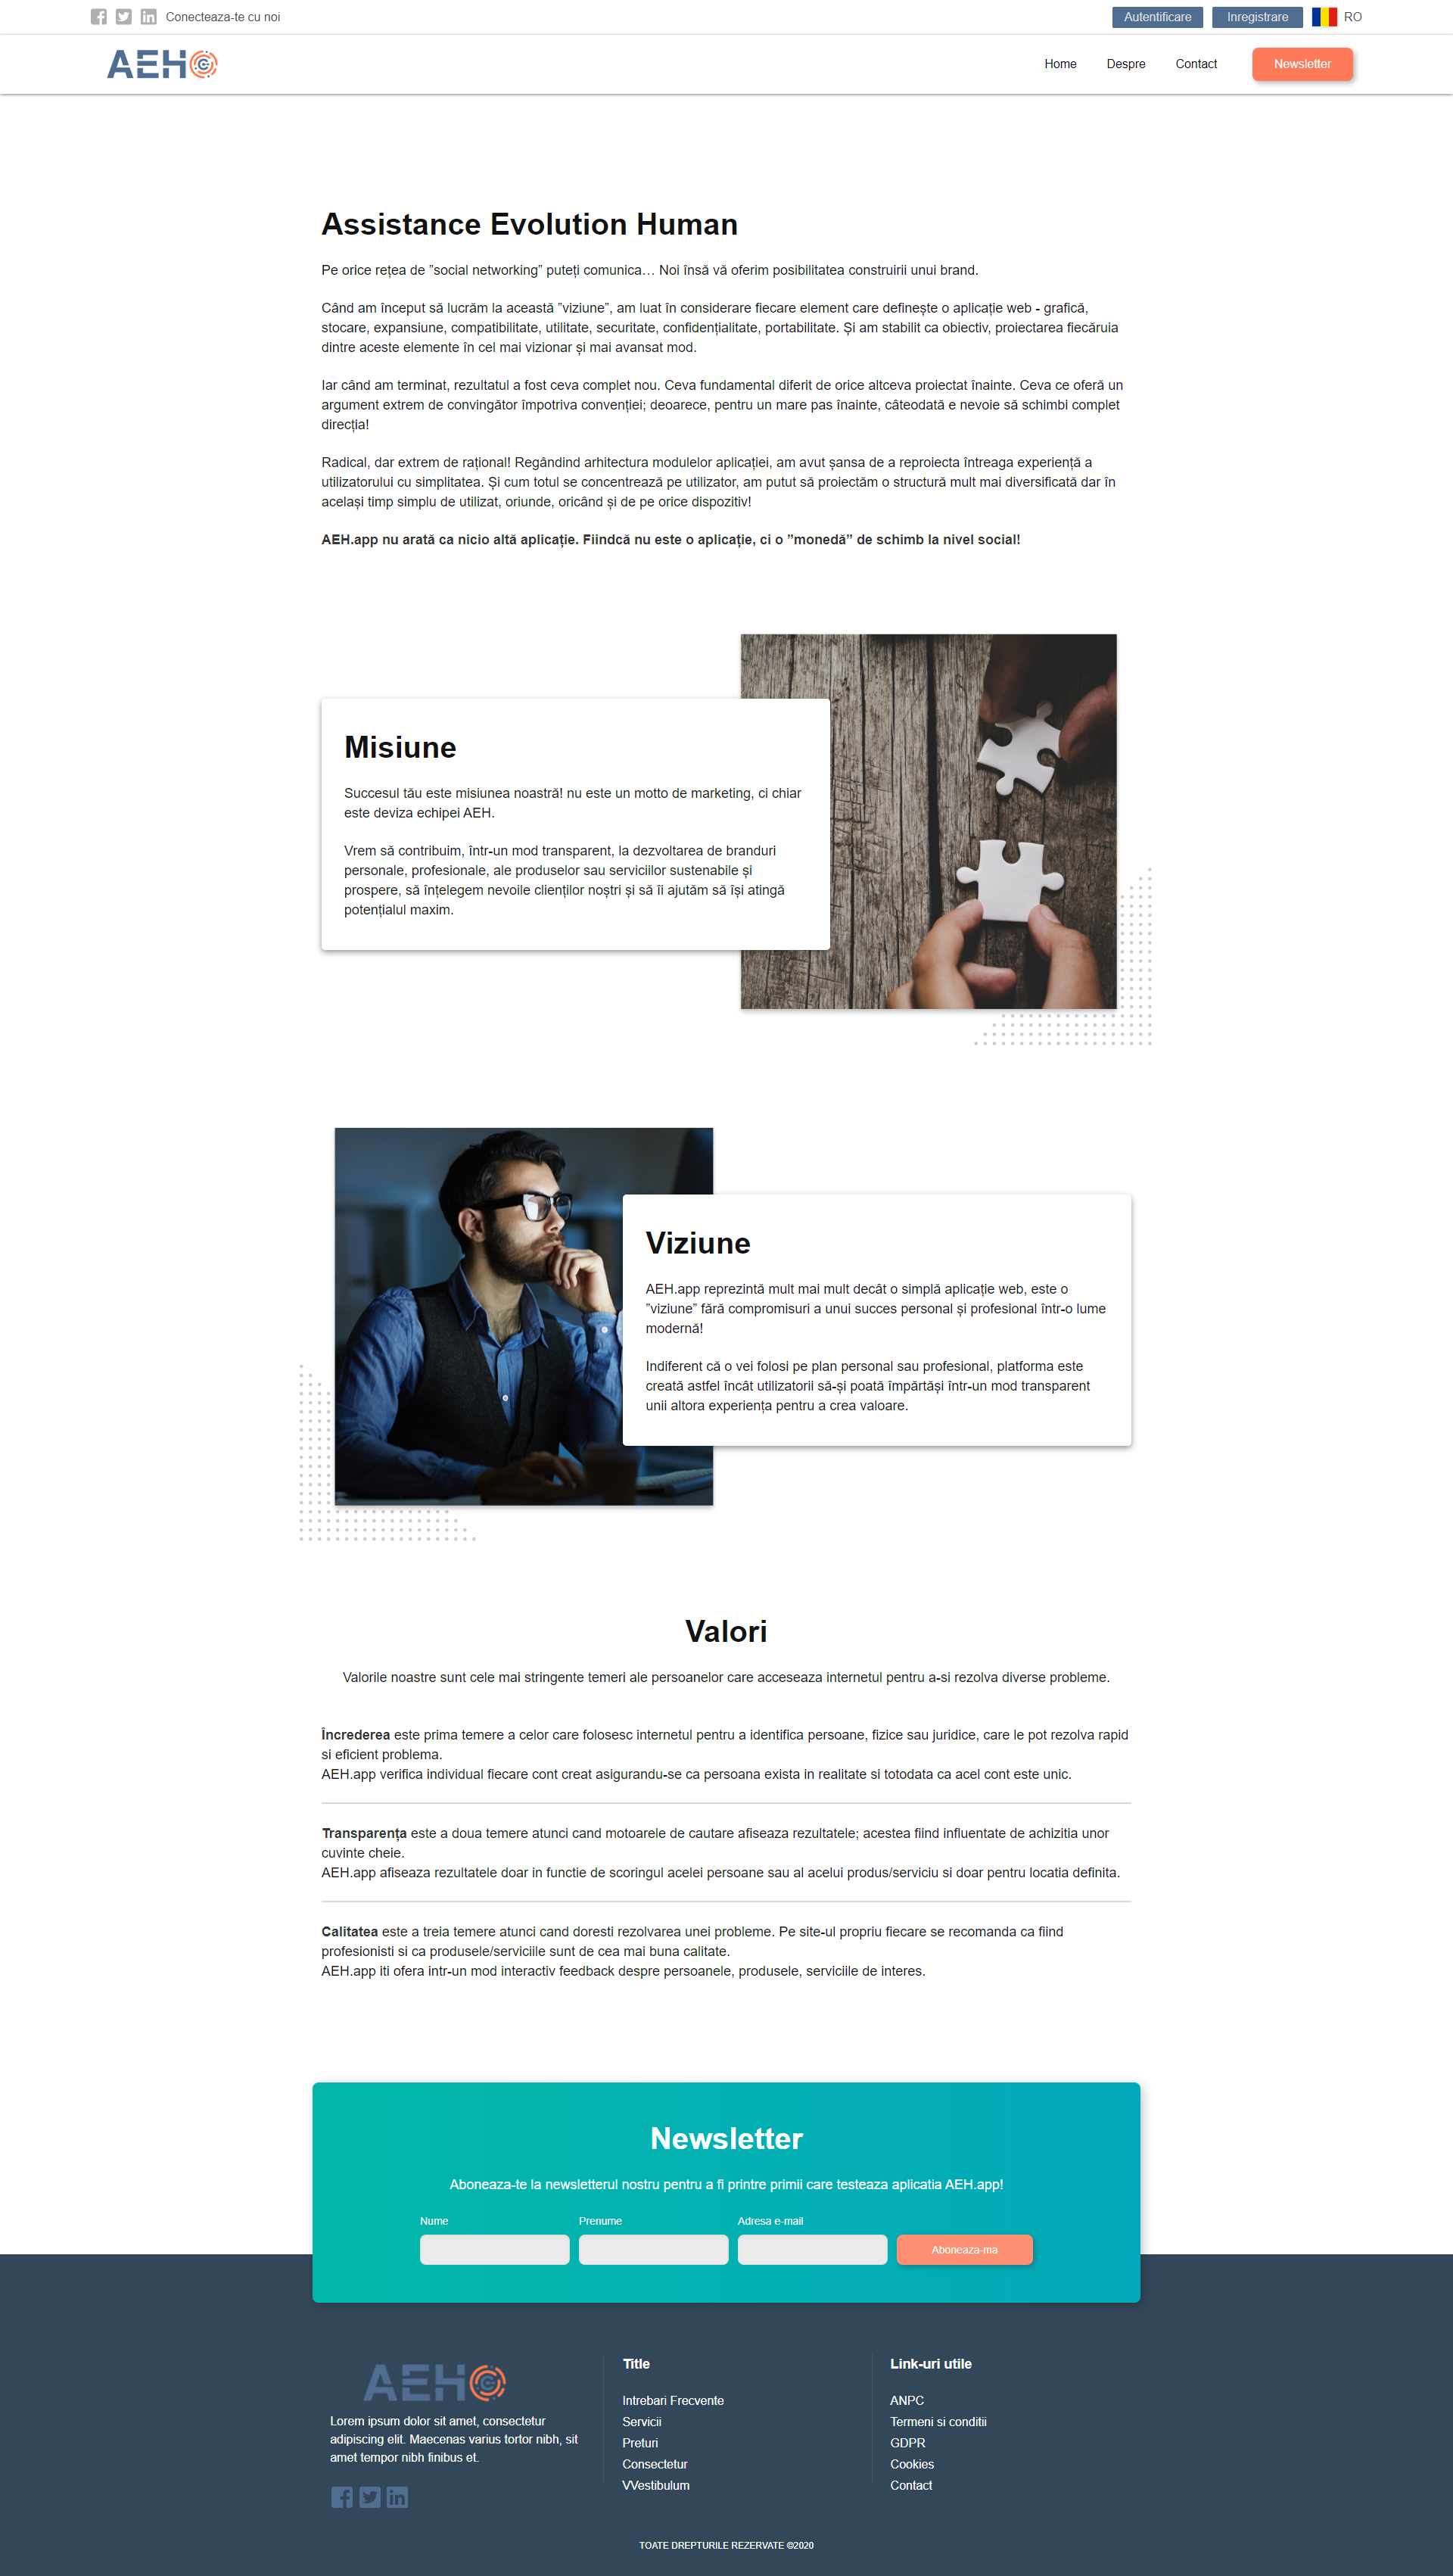 Conecteaza-te cu noi
Autentificare
Inregistrare
RO
AEH
Home
Despre
Contact
Newsletter
Assistance Evolution Human
Pe orice rețea de ”social networking” puteți comunica… Noi însă vă oferim posibilitatea construirii unui brand.
Când am început să lucrăm la această ”viziune”, am luat în considerare fiecare element care definește o aplicație web - grafică,
stocare, expansiune, compatibilitate, utilitate, securitate, confidențialitate, portabilitate. Și am stabilit ca obiectiv, proiectarea fiecăruia
dintre aceste elemente în cel mai vizionar și mai avansat mod.
Iar când am terminat, rezultatul a fost ceva complet nou. Ceva fundamental diferit de orice altceva proiectat înainte. Ceva ce oferă un
argument extrem de convingător împotriva convenției; deoarece, pentru un mare pas înainte, câteodată e nevoie să schimbi complet
direcția!
Radical, dar extrem de rațional! Regândind arhitectura modulelor aplicației, am avut șansa de a reproiecta întreaga experiență a
utilizatorului cu simplitatea. Și cum totul se concentrează pe utilizator, am putut să proiectăm o structură mult mai diversificată dar în
același timp simplu de utilizat, oriunde, oricând și de pe orice dispozitiv!
AEH.app nu arată ca nicio altă aplicație. Fiindcă nu este o aplicație, ci o ”monedă” de schimb la nivel social!
Misiune
Succesul tău este misiunea noastră! nu este un motto de marketing, ci chiar
este deviza echipei AEH.
Vrem să contribuim, într-un mod transparent, la dezvoltarea de branduri
personale, profesionale, ale produselor sau serviciilor sustenabile și
prospere, să înțelegem nevoile clienților noștri și să îi ajutăm să își atingă
potențialul maxim.
Viziune
AEH.app reprezintă mult mai mult decât o simplă aplicație web, este o
”viziune” fără compromisuri a unui succes personal și profesional într-o lume
modernă!
Indiferent că o vei folosi pe plan personal sau profesional, platforma este
creată astfel încât utilizatorii să-și poată împărtăși într-un mod transparent
unii altora experiența pentru a crea valoare.
Valori
Valorile noastre sunt cele mai stringente temeri ale persoanelor care acceseaza internetul pentru a-si rezolva diverse probleme.
Încrederea este prima temere a celor care folosesc internetul pentru a identifica persoane, fizice sau juridice, care le pot rezolva rapid
si eficient problema.
AEH.app verifica individual fiecare cont creat asigurandu-se ca persoana exista in realitate si totodata ca acel cont este unic.
Transparența este a doua temere atunci cand motoarele de cautare afiseaza rezultatele; acestea fiind influentate de achizitia unor
cuvinte cheie.
AEH.app afiseaza rezultatele doar in functie de scoringul acelei persoane sau al acelui produs/serviciu si doar pentru locatia definita.
Calitatea este a treia temere atunci cand doresti rezolvarea unei probleme. Pe site-ul propriu fiecare se recomanda ca fiind
profesionisti si ca produsele/serviciile sunt de cea mai buna calitate.
AEH.app iti ofera intr-un mod interactiv feedback despre persoanele, produsele, serviciile de interes.
Newsletter
Aboneaza-te la newsletterul nostru pentru a fi printre primii care testeaza aplicatia AEH.app!
Nume
Prenume
Adresa e-mail
Aboneaza-ma
AEH
Lorem ipsum dolor sit amet, consectetur
adipiscing elit. Maecenas varius tortor nibh, sit
amet tempor nibh finibus et.
Title
Intrebari Frecvente
Servicii
Preturi
Consectetur
VVestibulum
Link-uri utile
ANPC
Termeni si conditii
GDPR
Cookies
Contact
TOATE DREPTURILE REZERVATE ©2020